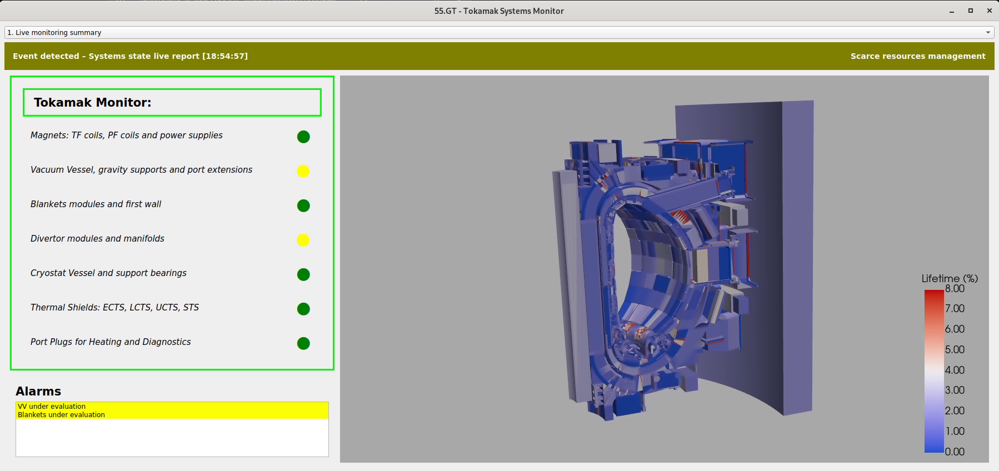 55.GT - Tokamak Systems Monitor
1. Live monitoring summary
Event detected – Systems state live report [18:54:57]
Scarce resources management
Tokamak Monitor:
Magnets: TF coils, PF coils and power supplies
Vacuum Vessel, gravity supports and port extensions
Blankets modules and first wall
Divertor modules and manifolds
Cryostat Vessel and support bearings
Thermal Shields: ECTS, LCTS, UCTS, STS
Port Plugs for Heating and Diagnostics
Alarms
VV under evaluation
Blankets under evaluation
Lifetime (%)
8.00
7.00
6.00
5.00
4.00
3.00
2.00
1.00
0.00